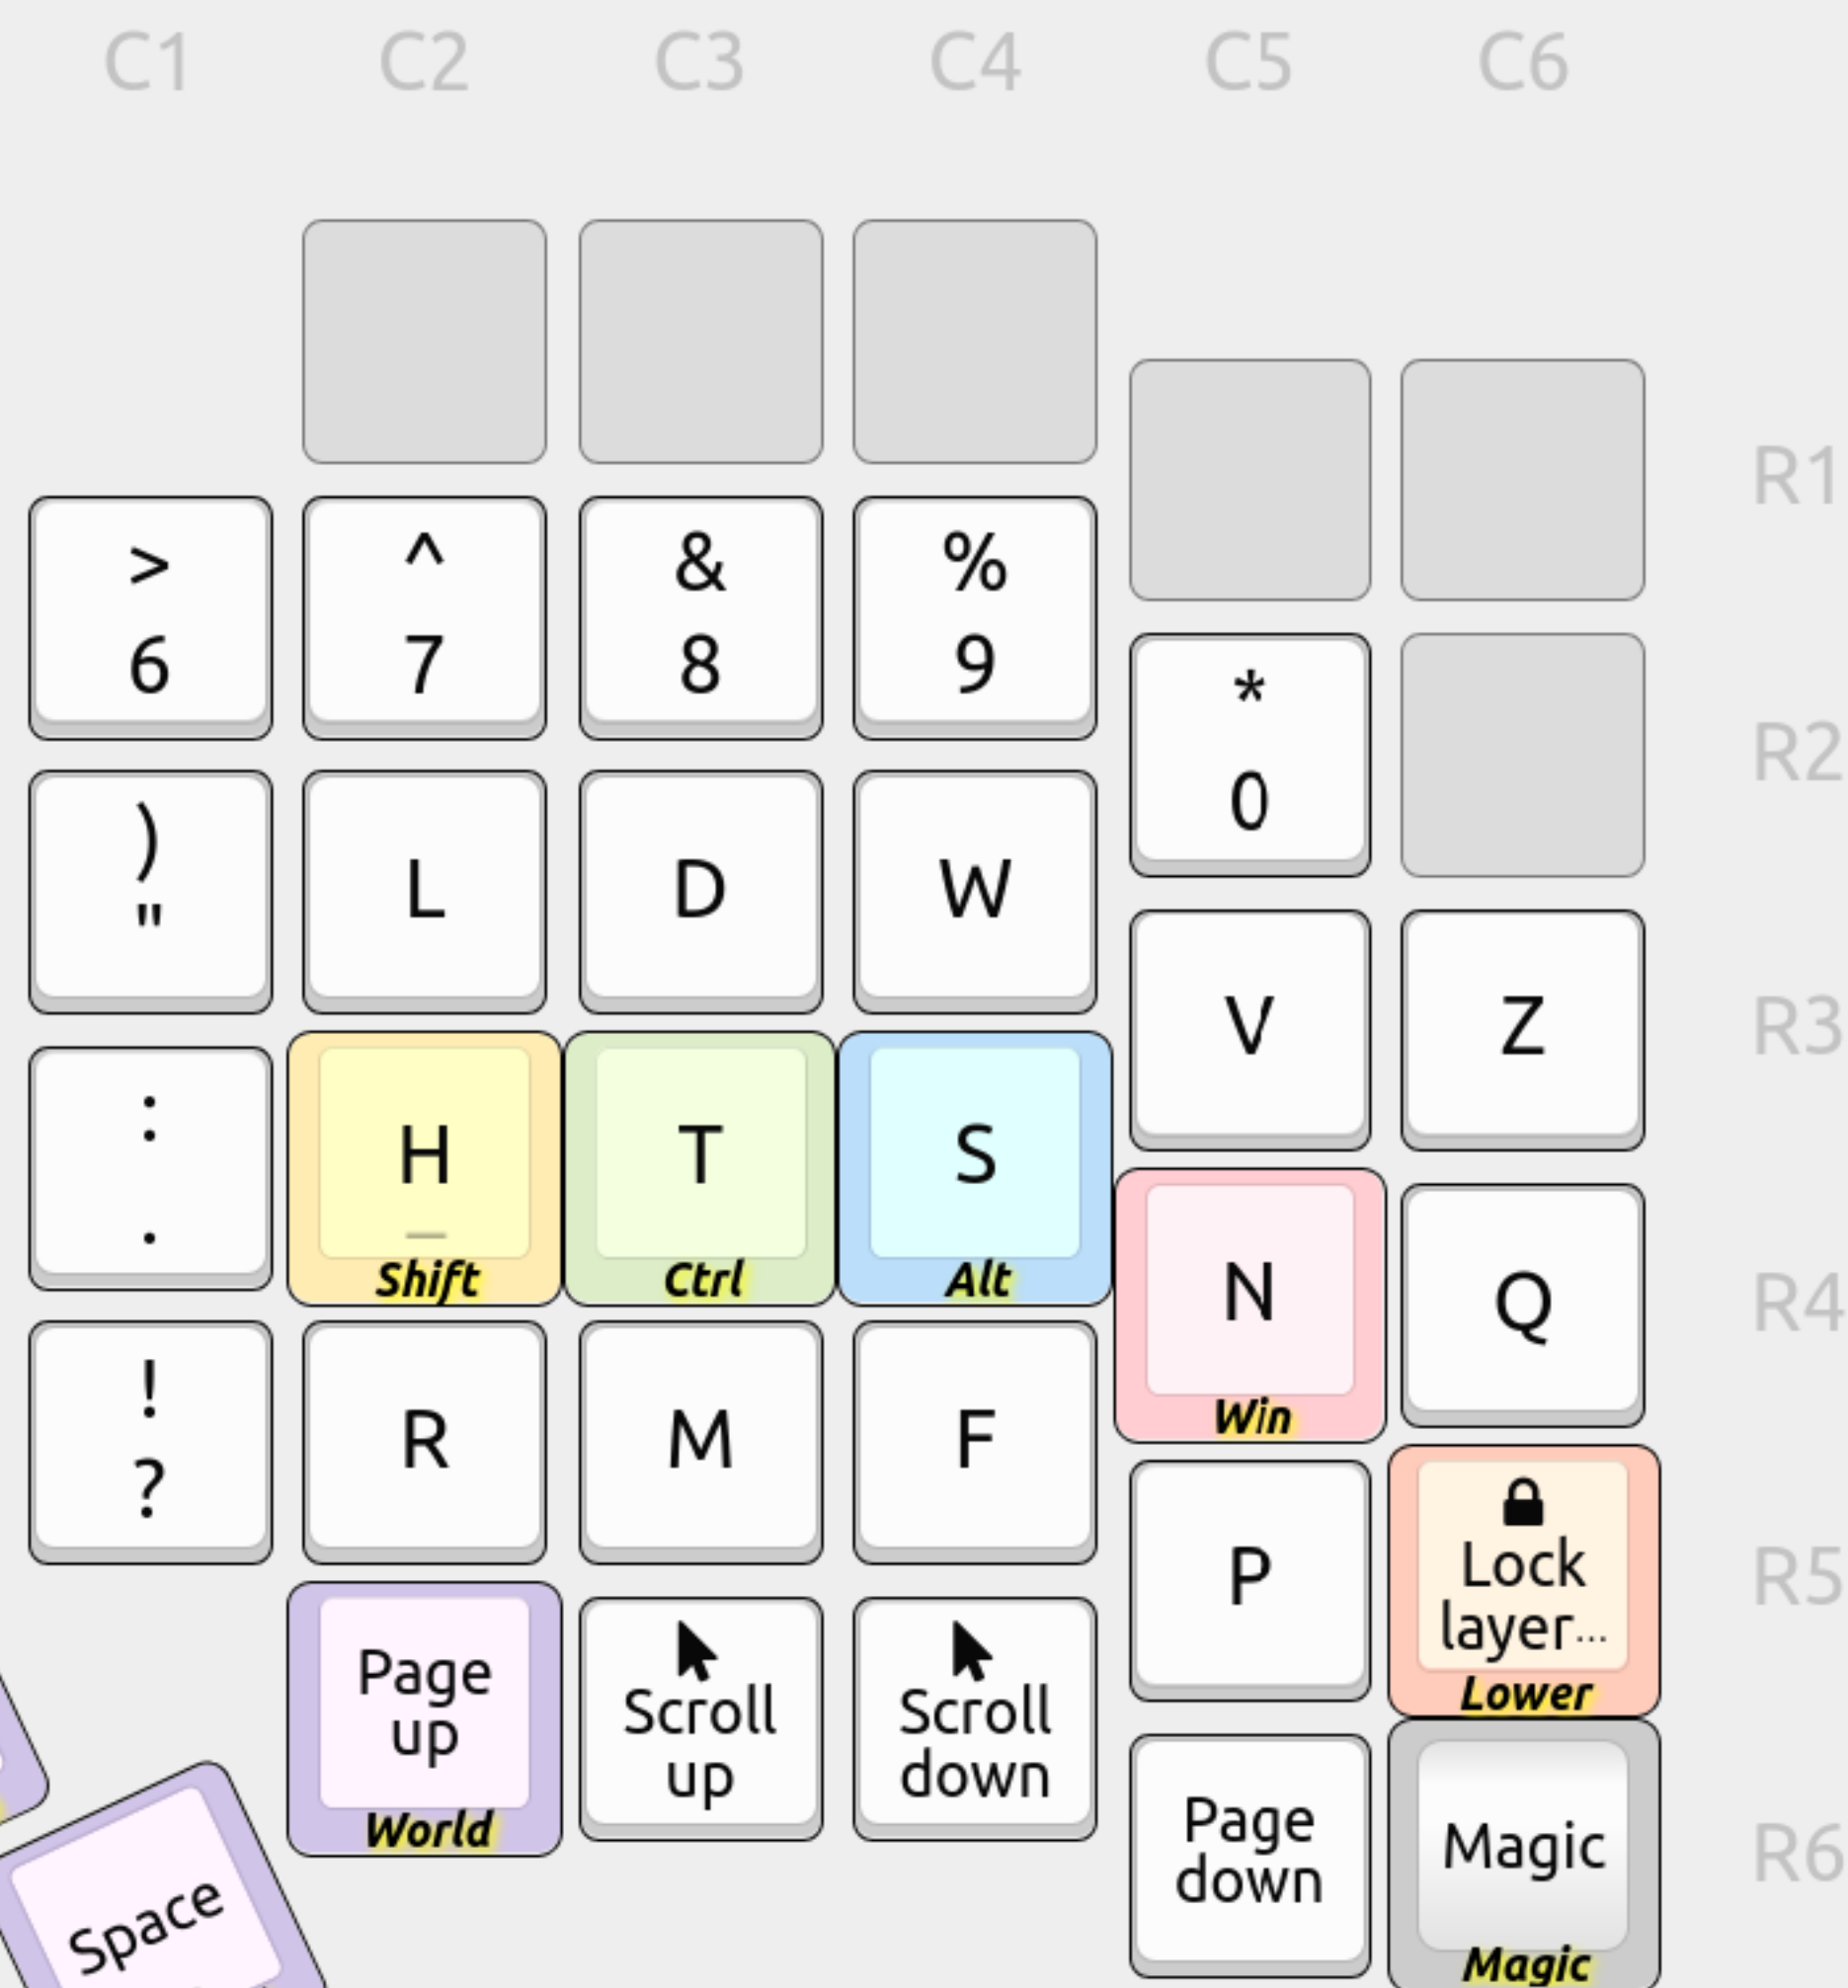 C1 C2 C3 C4 C5 C6
R1
> ^ & %
6 7 8 9
*
0
R2
)
"
L D W
V Z
R3
:
.
H T S
_
Shift Ctrl Alt
N Q
Win
R4
!
?
R M F
P
Lock
layer...
Lower
R5
Page
up
World
Scroll
up
Scroll
down
Page
down
Magic
Magic
R6
Space